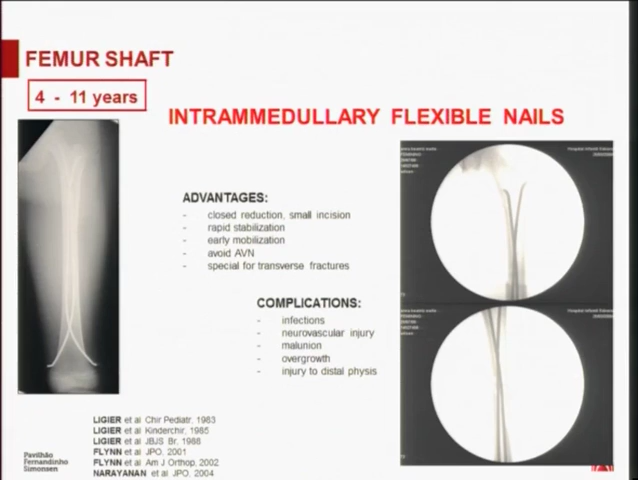 FEMUR SHAFT
4 - 11 years
INTRAMMEDULLARY FLEXIBLE NAILS
ADVANTAGES:
- closed reduction, small incision
- rapid stabilization
- early mobilization
- avoid AVN
- special for transverse fractures
COMPLICATIONS:
- infections
- neurovascular injury
- malunion
- overgrowth
- injury to distal physis
LIGIER et al Chir Pediatr, 1983
LIGIER et al Kinderchir, 1985
LIGIER et al JBJS Br, 1988
FLYNN et al JPO, 2001
FLYNN et al Am J Orthop, 2002
NARAYANAN et al JPO, 2004
Pavilhão
Fernandinho
Simonsen